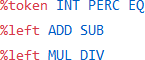 %token INT PERC EQ
%left ADD SUB
%left MUL DIV